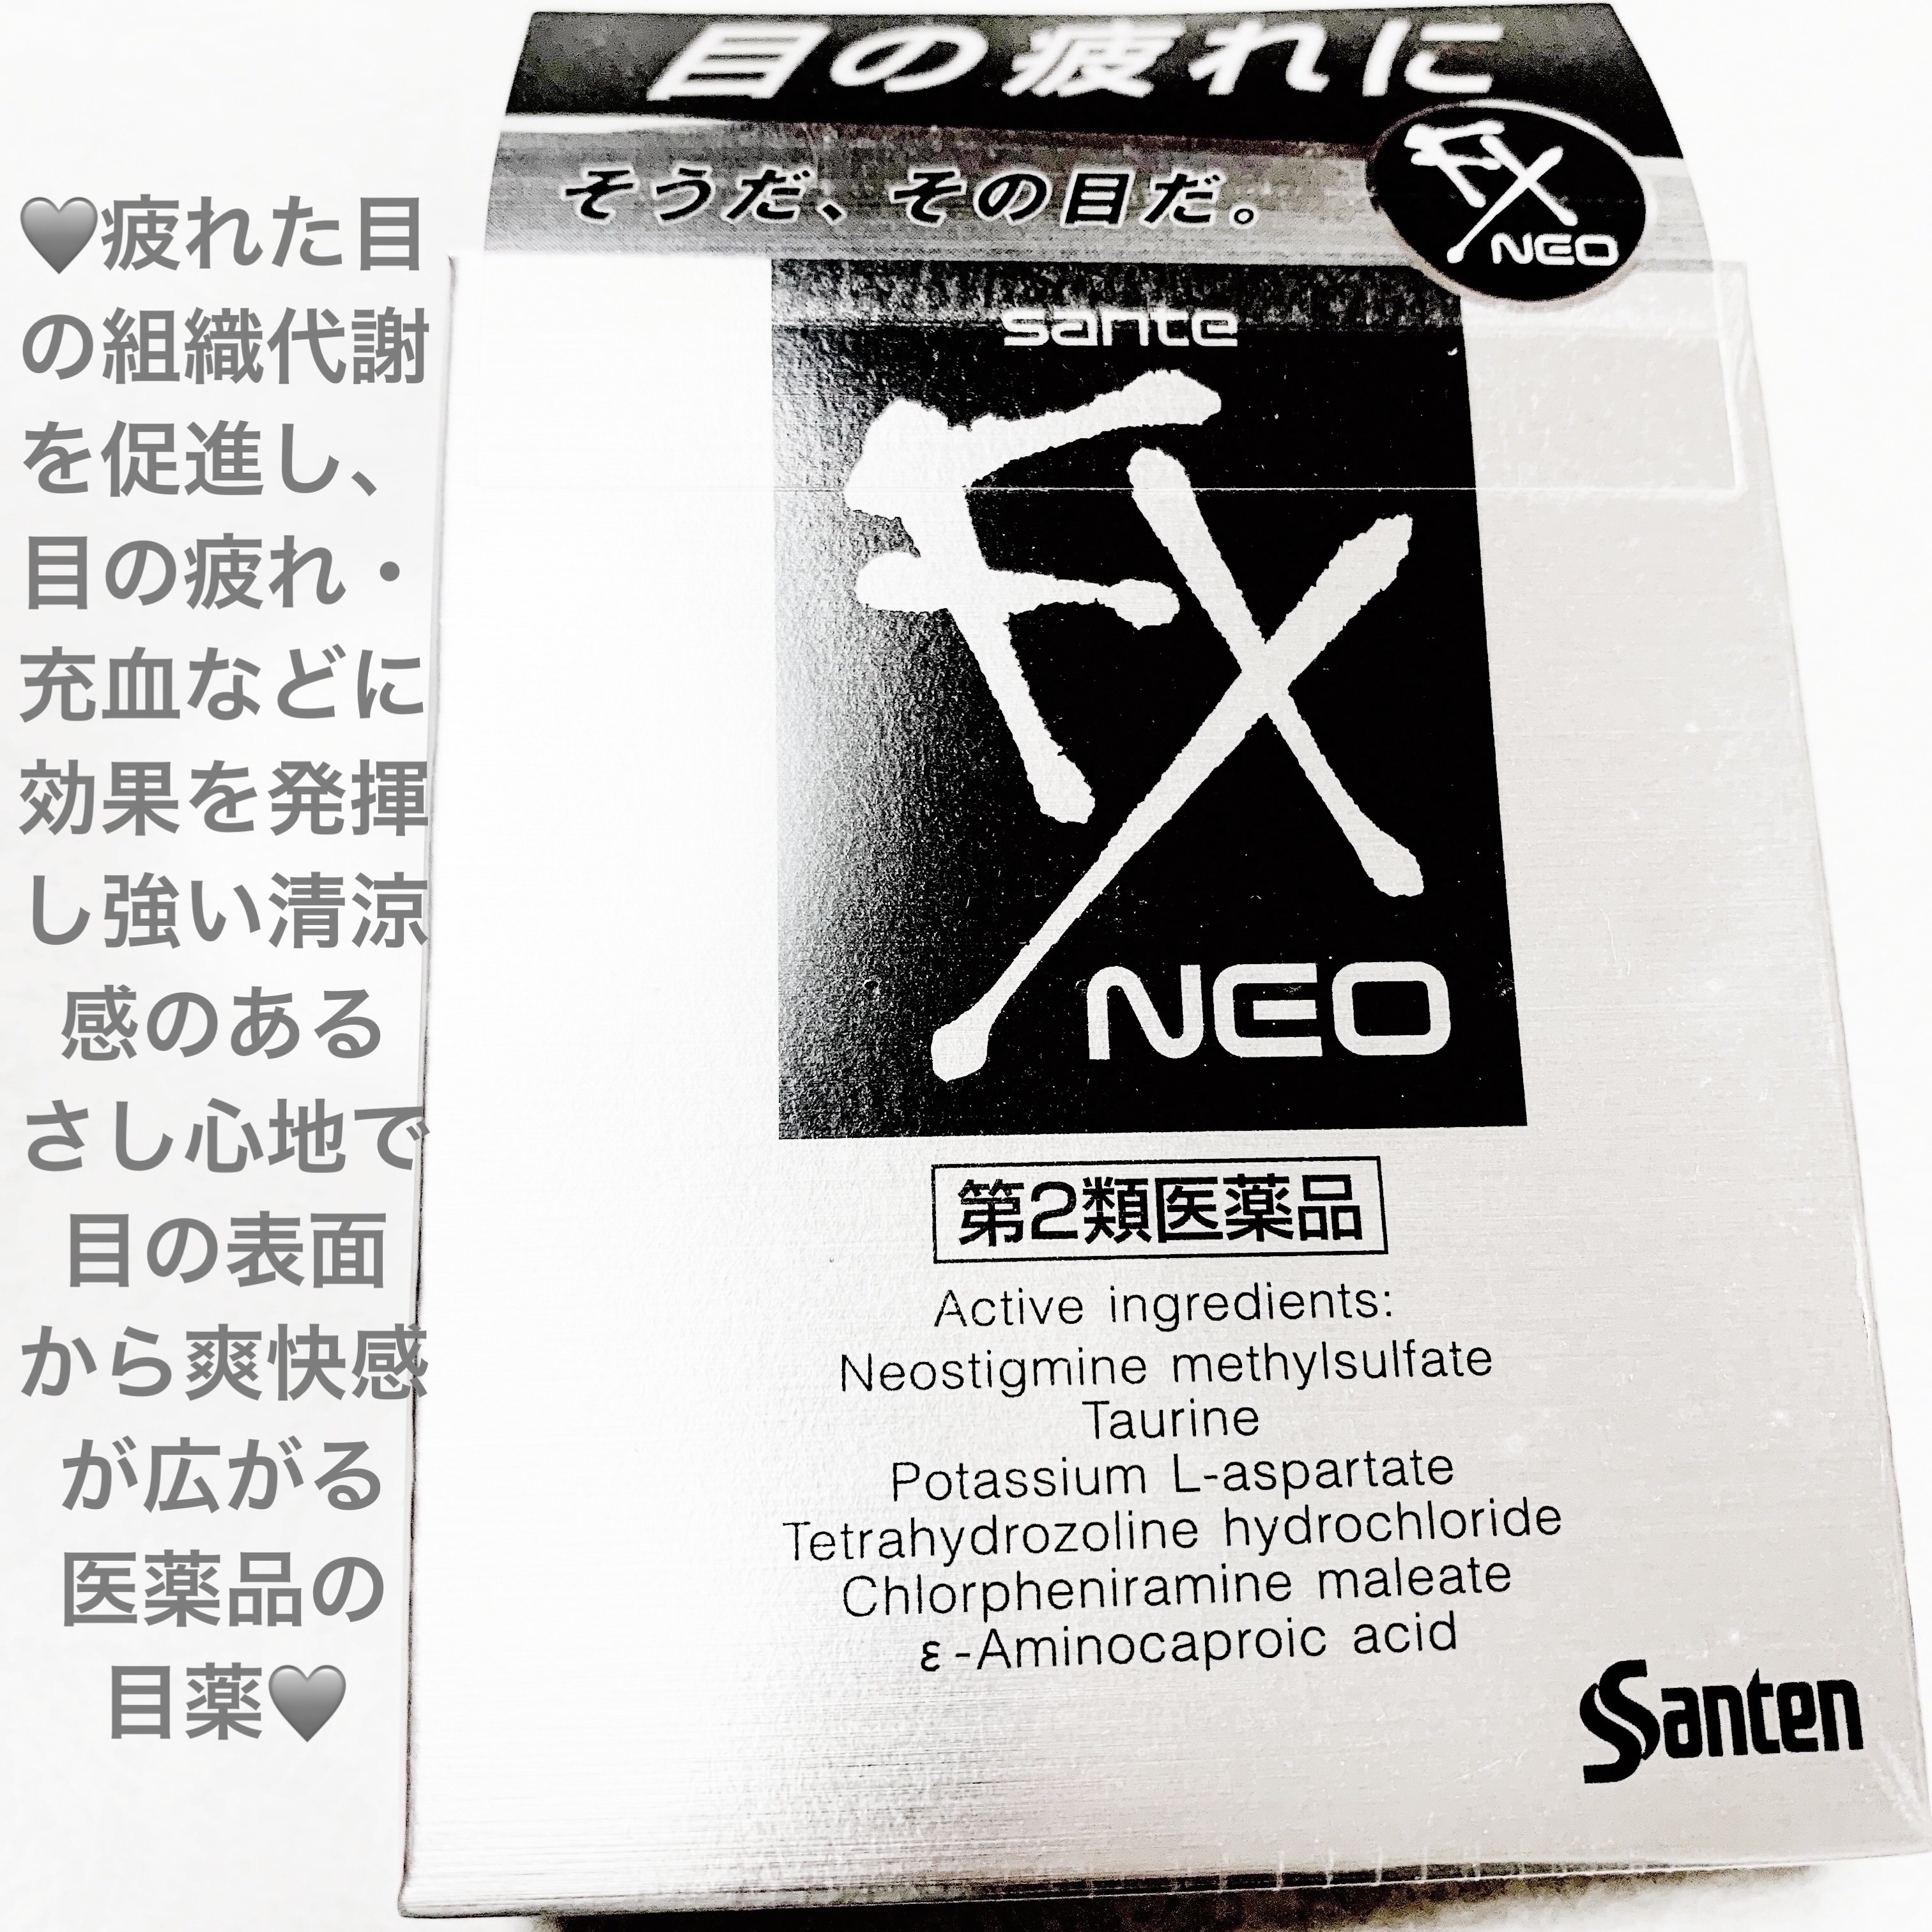 目の疲れに
FX NEO
そうだ、その目だ。
sante
FX
NEO
第2類医薬品
Active ingredients:
Neostigmine methylsulfate
Taurine
Potassium L-aspartate
Tetrahydrozoline hydrochloride
Chlorpheniramine maleate
ε-Aminocaproic acid
Santen
🖤疲れた目
の組織代謝
を促進し、
目の疲れ・
充血などに
効果を発揮
し強い清涼
感のある
さし心地で
目の表面
から爽快感
が広がる
医薬品の
目薬🖤